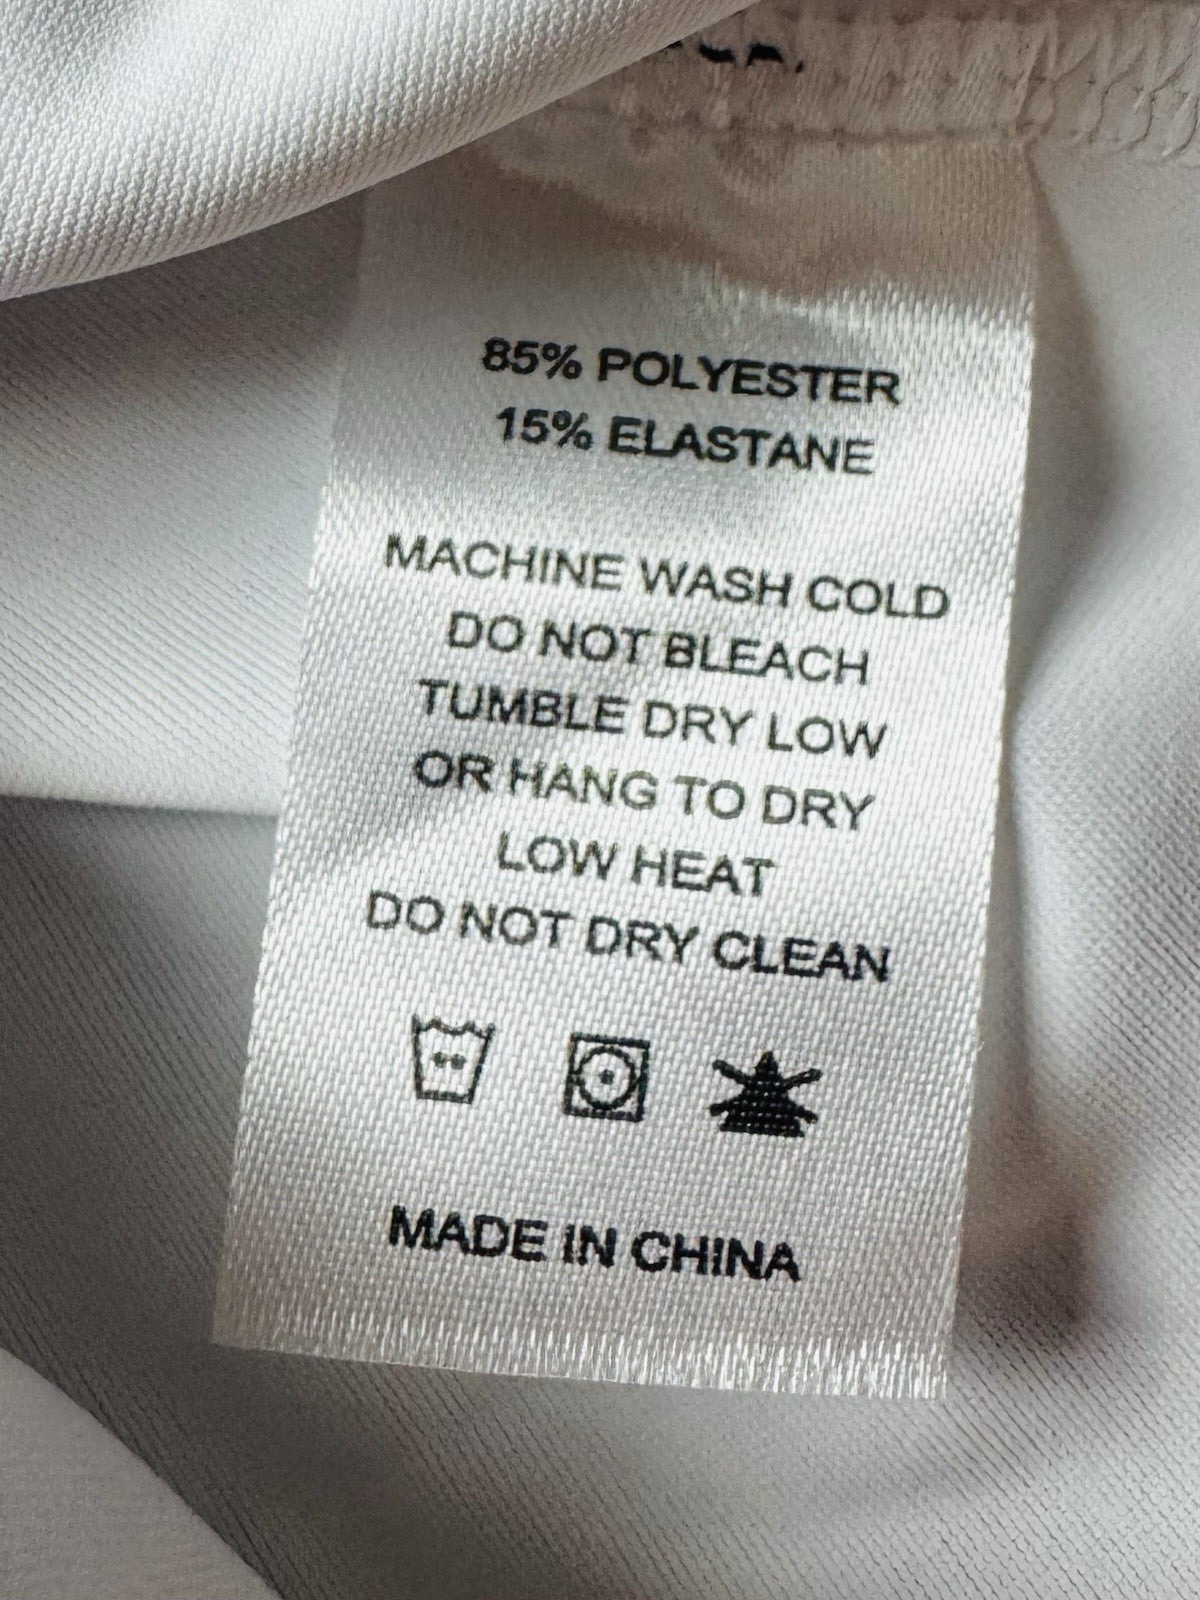 85% POLYESTER
15% ELASTANE
MACHINE WASH COLD
DO NOT BLEACH
TUMBLE DRY LOW
OR HANG TO DRY
LOW HEAT
DO NOT DRY CLEAN
MADE IN CHINA